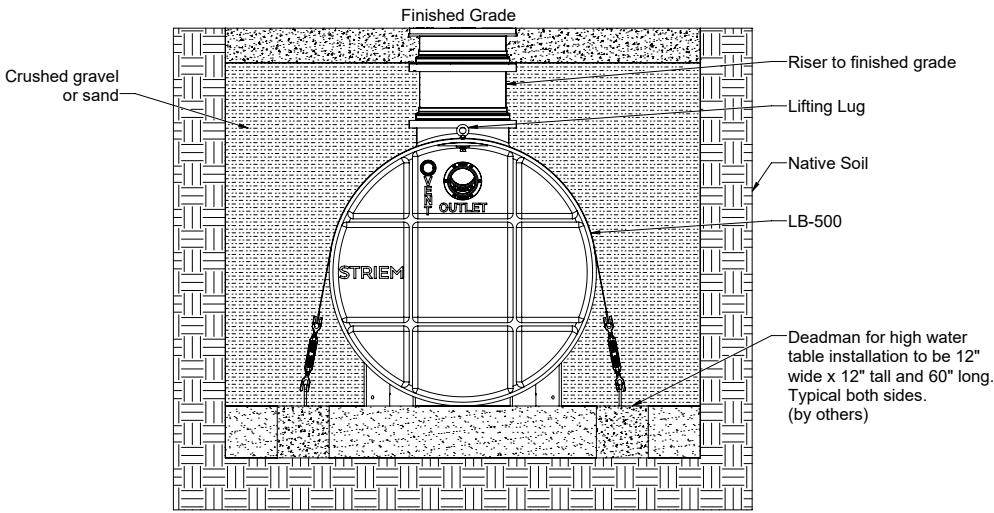 Finished Grade
Crushed gravel
or sand
Riser to finished grade
Lifting Lug
Native Soil
VENT
OUTLET
LB-500
STRIEM
Deadman for high water
table installation to be 12"
wide x 12" tall and 60" long.
Typical both sides.
(by others)